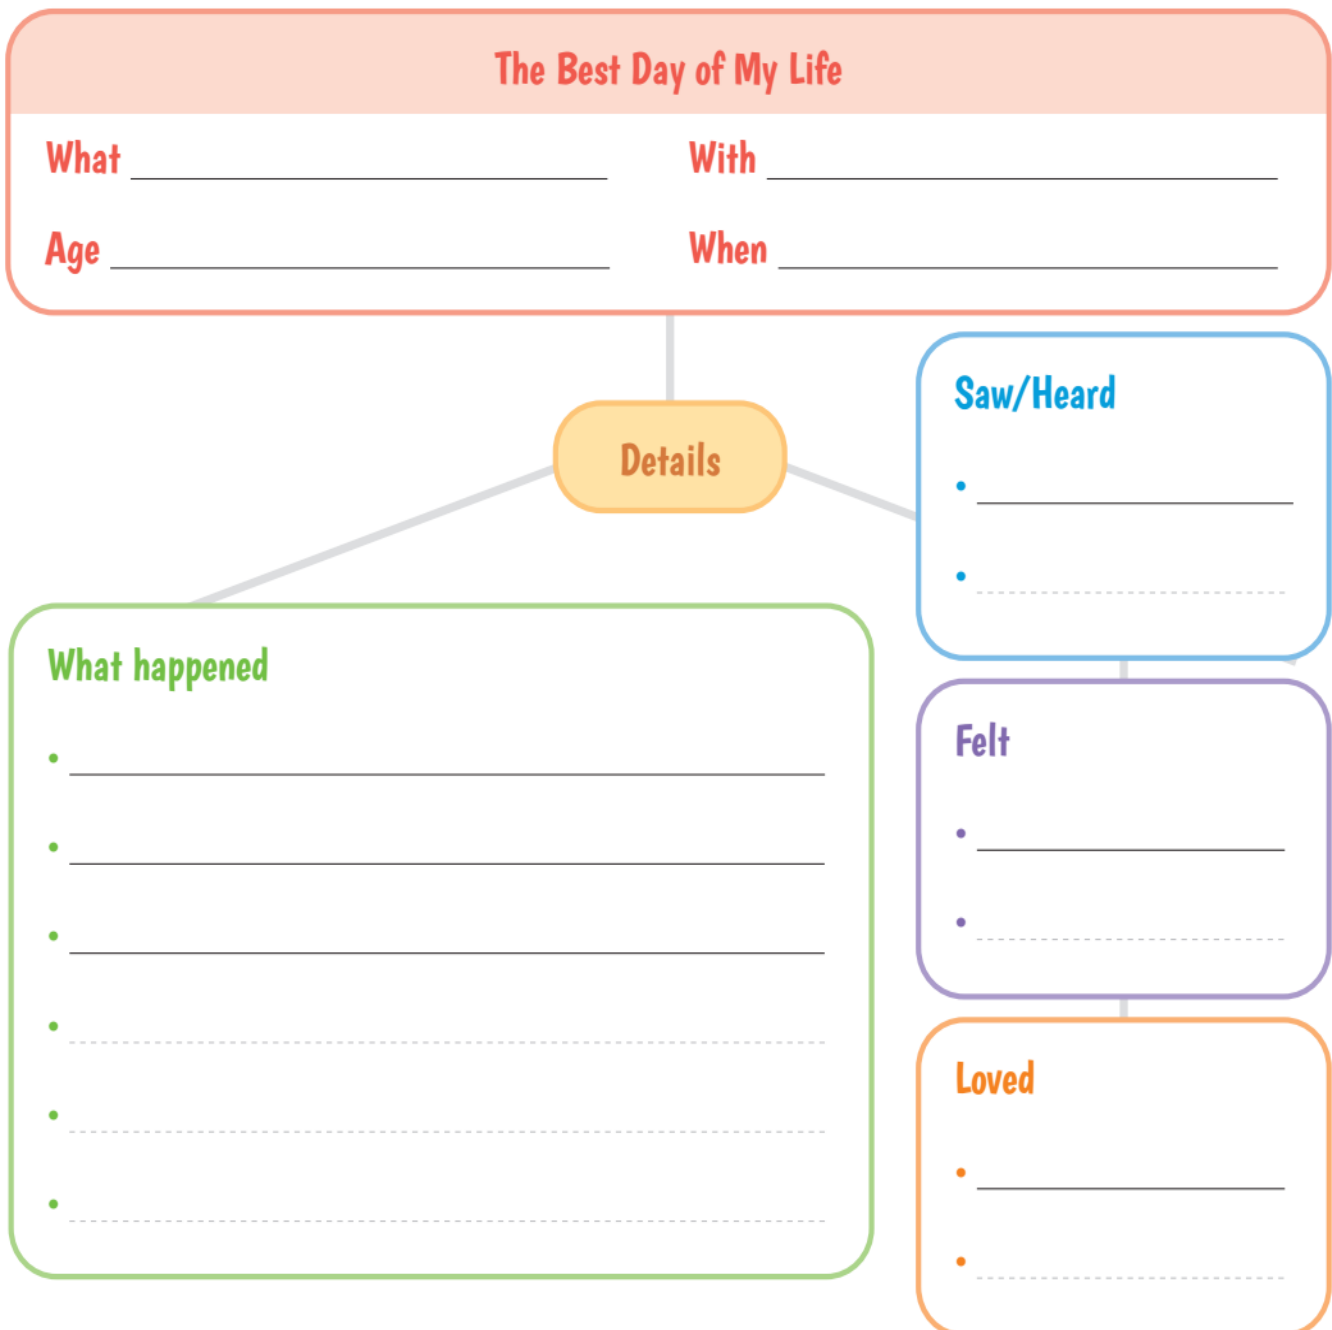 The Best Day of My Life
What
With
Age
When
Details
Saw/Heard
What happened
Felt
Loved